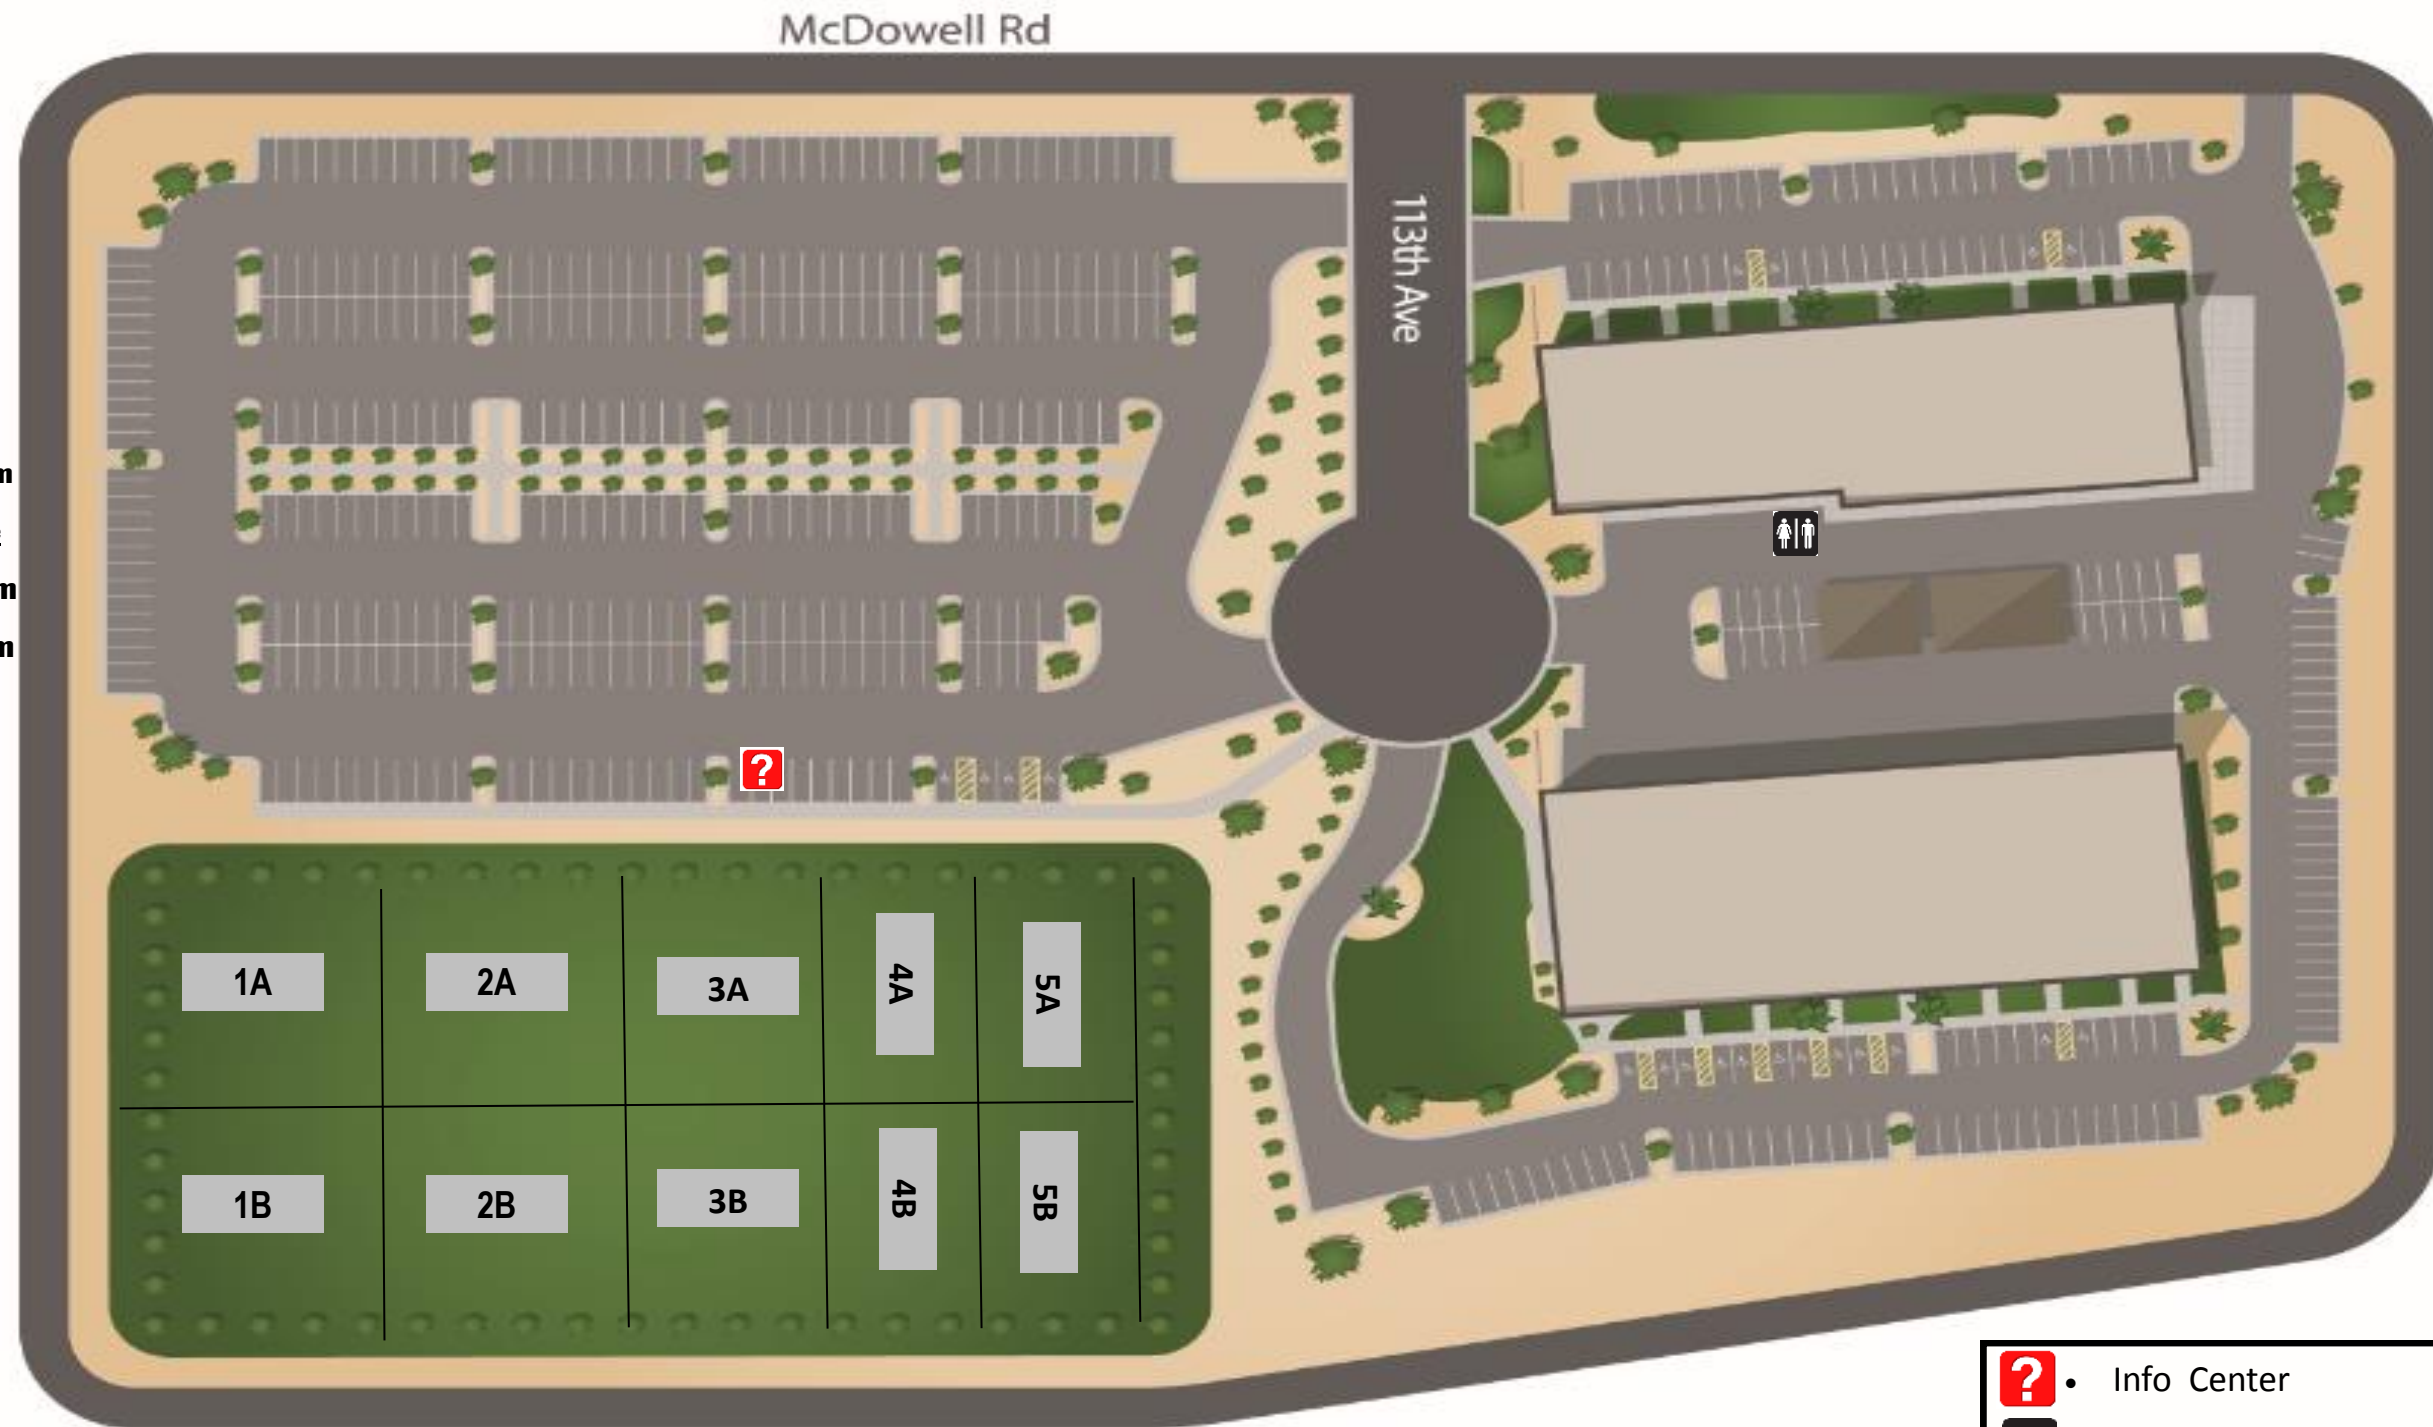 McDowell Rd
113th Ave
m
m
m
?
1A
2A
3A
4A
5A
1B
2B
3B
4B
5B
? • Info Center